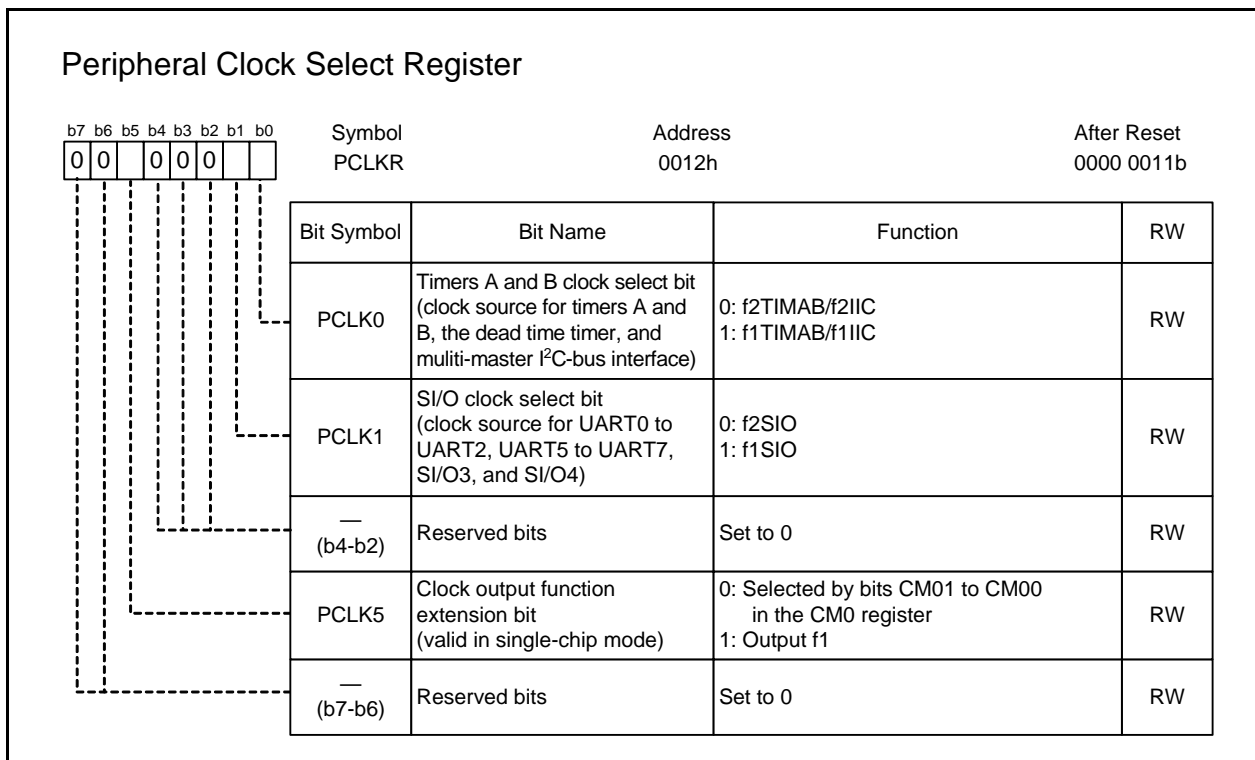 Peripheral Clock Select Register
b7 b6 b5 b4 b3 b2 b1 b0
0 0 0 0 0
Symbol Address After Reset
PCLKR 0012h 0000 0011b
Bit Symbol Bit Name Function RW
PCLK0
Timers A and B clock select bit
(clock source for timers A and
B, the dead time timer, and
muliti-master I²C-bus interface)
0: f2TIMAB/f2IIC
1: f1TIMAB/f1IIC
RW
PCLK1
SI/O clock select bit
(clock source for UART0 to
UART2, UART5 to UART7,
SI/O3, and SI/O4)
0: f2SIO
1: f1SIO
RW
—
(b4-b2)
Reserved bits
Set to 0
RW
PCLK5
Clock output function
extension bit
(valid in single-chip mode)
0: Selected by bits CM01 to CM00
in the CM0 register
1: Output f1
RW
—
(b7-b6)
Reserved bits
Set to 0
RW